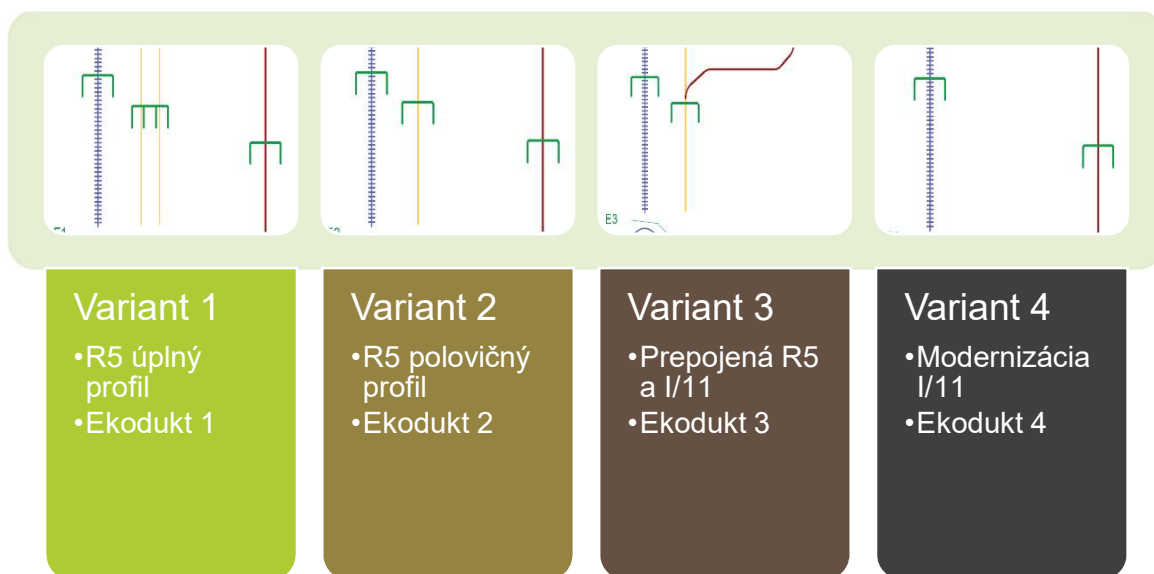 E3
Variant 1
•R5 úplný
profil
•Ekodukt 1
Variant 2
•R5 polovičný
profil
•Ekodukt 2
Variant 3
•Prepojená R5
a I/11
•Ekodukt 3
Variant 4
•Modernizácia
I/11
•Ekodukt 4